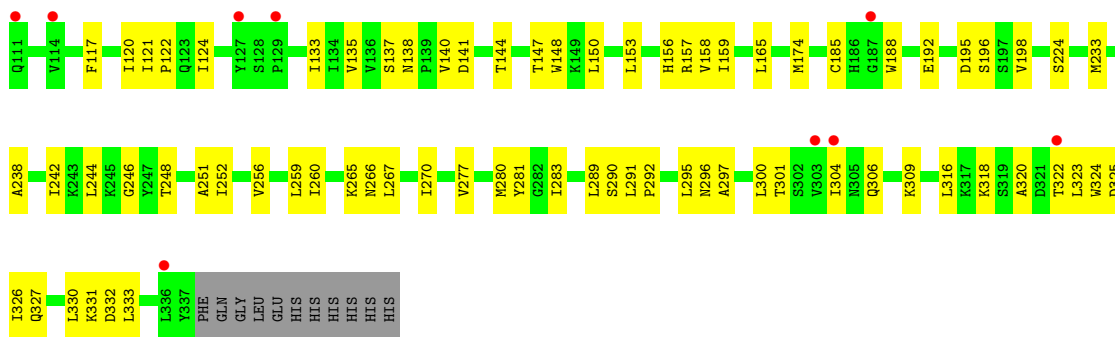 Q111 V114 F117 I120 I121 P122 Q123 I124 Y127 S128 P129 I133 I134 V135 V136 S137 N138 P139 V140 D141 T144 T147 W148 K149 L150 L153 H156 R157 V158 I159 L165 M174 C185 H186 G187 W188 E192 D195 S196 S197 V198 S224 M233
A238 I242 K243 L244 K245 G246 Y247 T248 A251 I252 V256 L259 I260 K265 N266 L267 I270 V277 M280 Y281 G282 I283 L289 S290 L291 P292 L295 N296 A297 L300 T301 S302 V303 I304 N305 Q306 K309 L316 K317 K318 S319 A320 D321 T322 L323 W324 D325
I326 Q327 L330 K331 D332 L333 L336 Y337 PHE GLN GLY LEU GLU HIS HIS HIS HIS HIS HIS